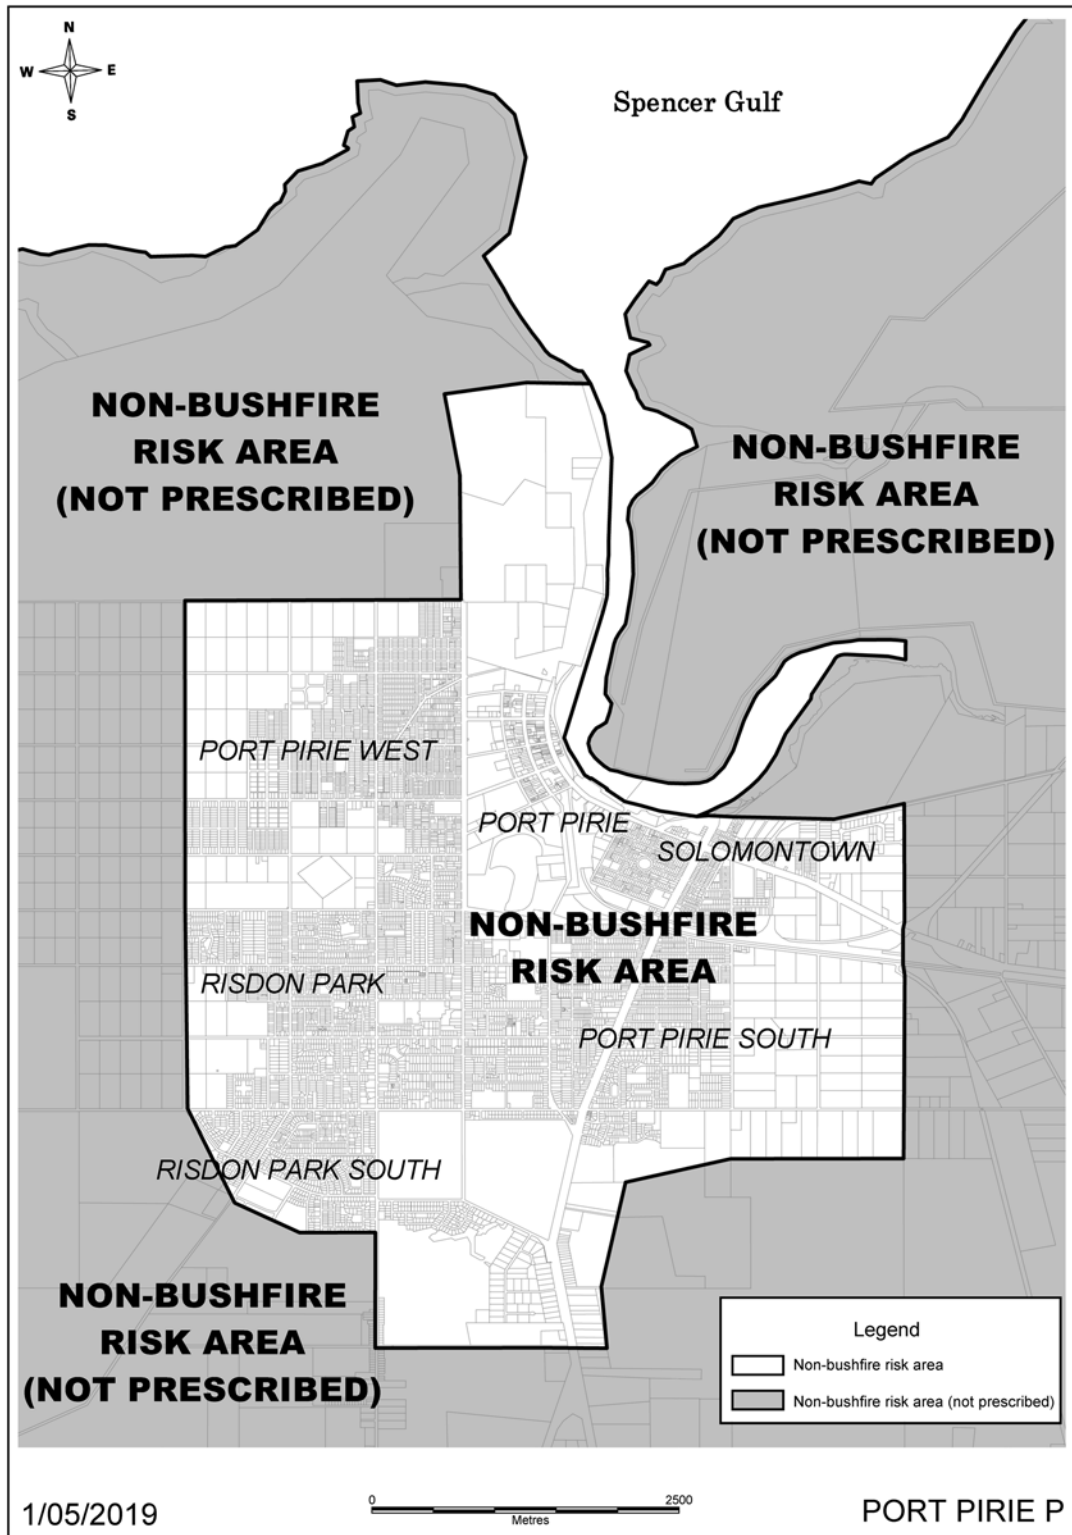 N
W E
S
Spencer Gulf
NON-BUSHFIRE
RISK AREA
(NOT PRESCRIBED)
NON-BUSHFIRE
RISK AREA
(NOT PRESCRIBED)
PORT PIRIE WEST
PORT PIRIE
SOLOMONTOWN
NON-BUSHFIRE
RISK AREA
RISDON PARK
PORT PIRIE SOUTH
RISDON PARK SOUTH
NON-BUSHFIRE
RISK AREA
(NOT PRESCRIBED)
Legend
Non-bushfire risk area
Non-bushfire risk area (not prescribed)
1/05/2019
0 2500
Metres
PORT PIRIE P